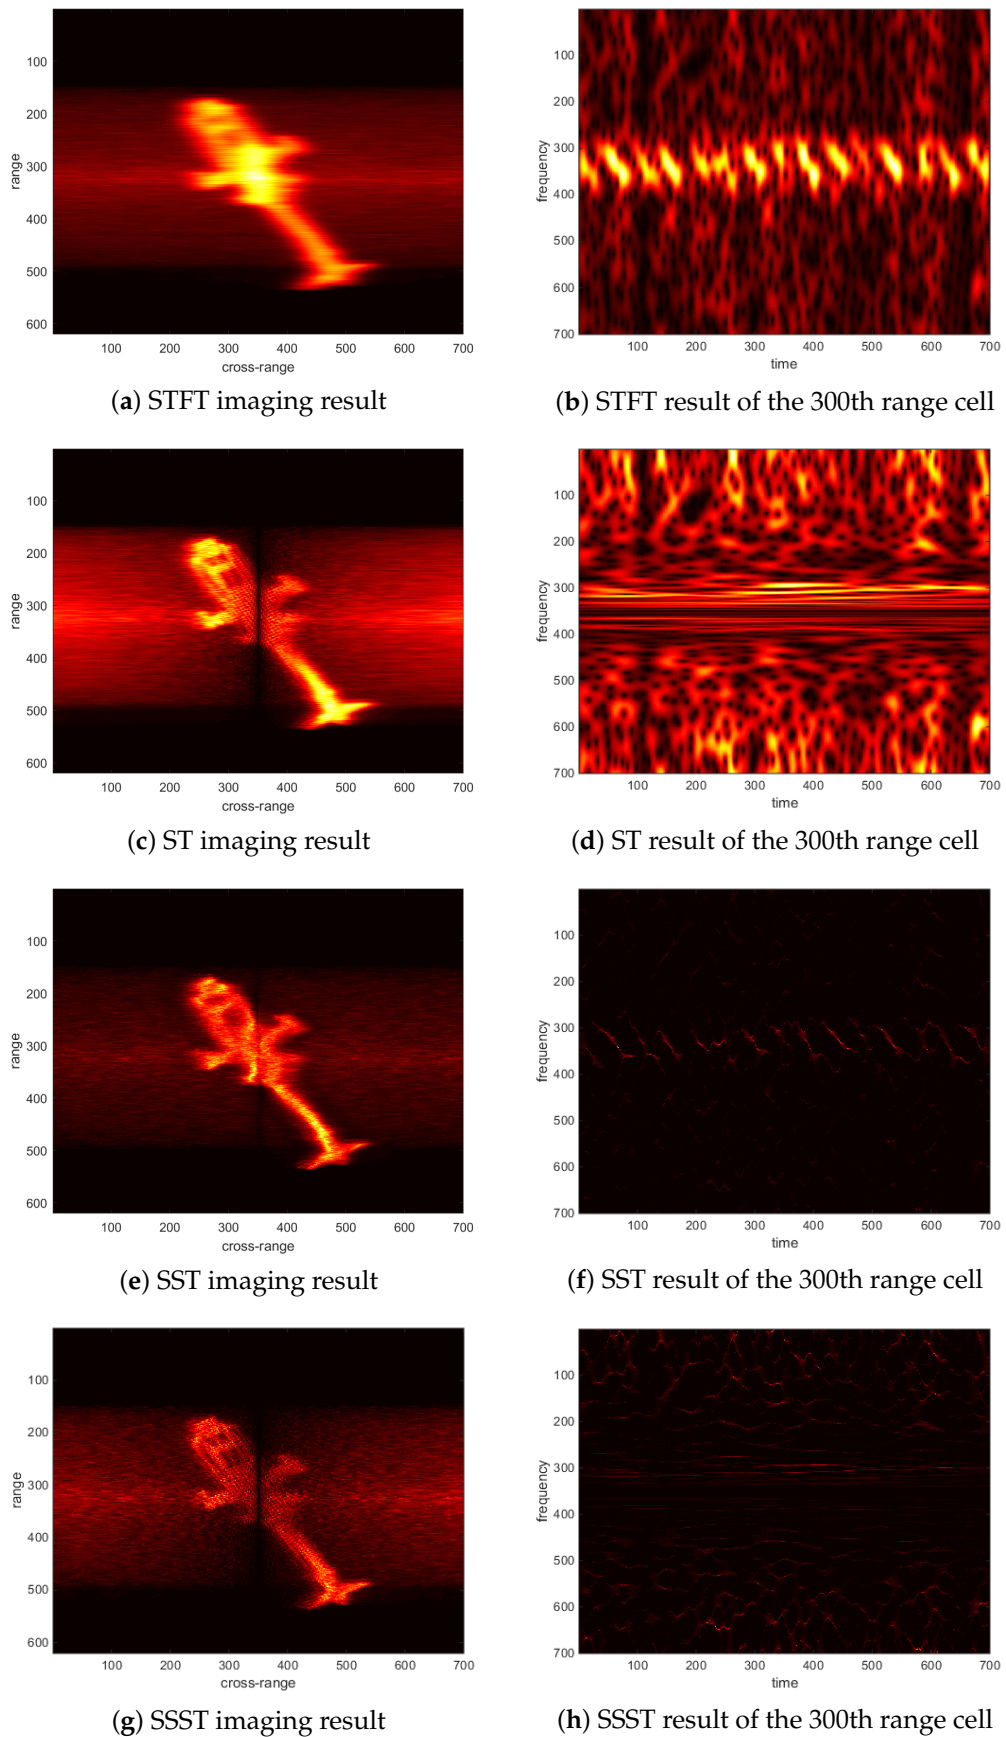 100
200
300
400
500
600
range
100 200 300 400 500 600 700
cross-range
(a) STFT imaging result
100
200
300
400
500
600
700
frequency
100 200 300 400 500 600 700
time
(b) STFT result of the 300th range cell
100
200
300
400
500
600
range
100 200 300 400 500 600 700
cross-range
(c) ST imaging result
100
200
300
400
500
600
700
frequency
100 200 300 400 500 600 700
time
(d) ST result of the 300th range cell
100
200
300
400
500
600
range
100 200 300 400 500 600 700
cross-range
(e) SST imaging result
100
200
300
400
500
600
700
frequency
100 200 300 400 500 600 700
time
(f) SST result of the 300th range cell
100
200
300
400
500
600
range
100 200 300 400 500 600 700
cross-range
(g) SSST imaging result
100
200
300
400
500
600
700
frequency
100 200 300 400 500 600 700
time
(h) SSST result of the 300th range cell